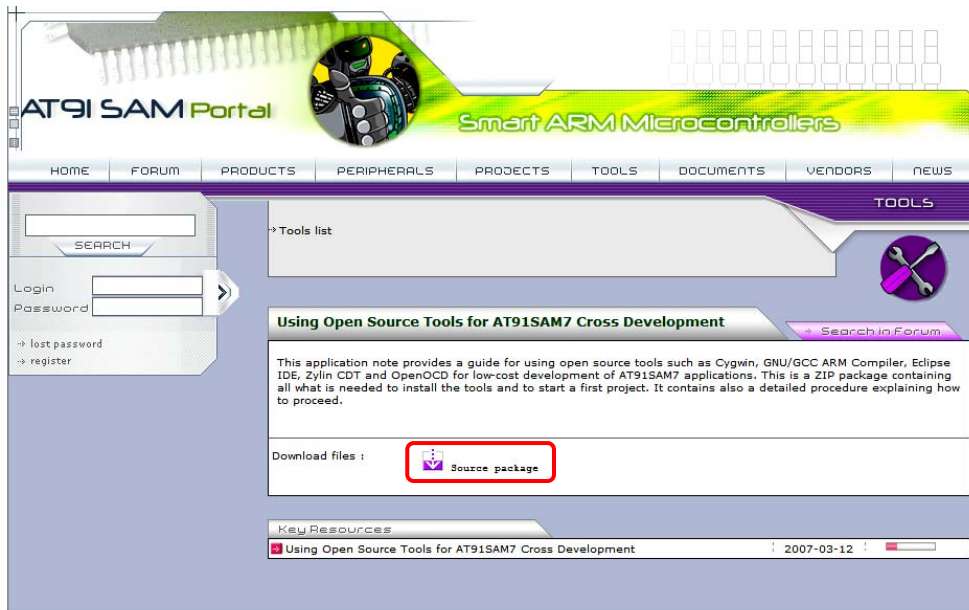 AT91 SAM Portal
Smart ARM Microcontrollers
HOME FORUM PRODUCTS PERIPHERALS PROJECTS TOOLS DOCUMENTS VENDORS NEWS
TOOLS
SEARCH
Tools list
Login
Password
lost password
register
Using Open Source Tools for AT91SAM7 Cross Development
Search in Forum
This application note provides a guide for using open source tools such as Cygwin, GNU/GCC ARM Compiler, Eclipse
IDE, Zylin CDT and OpenOCD for low-cost development of AT91SAM7 applications. This is a ZIP package containing
all what is needed to install the tools and to start a first project. It contains also a detailed procedure explaining how
to proceed.
Download files :
Source package
Key Resources
Using Open Source Tools for AT91SAM7 Cross Development 2007-03-12